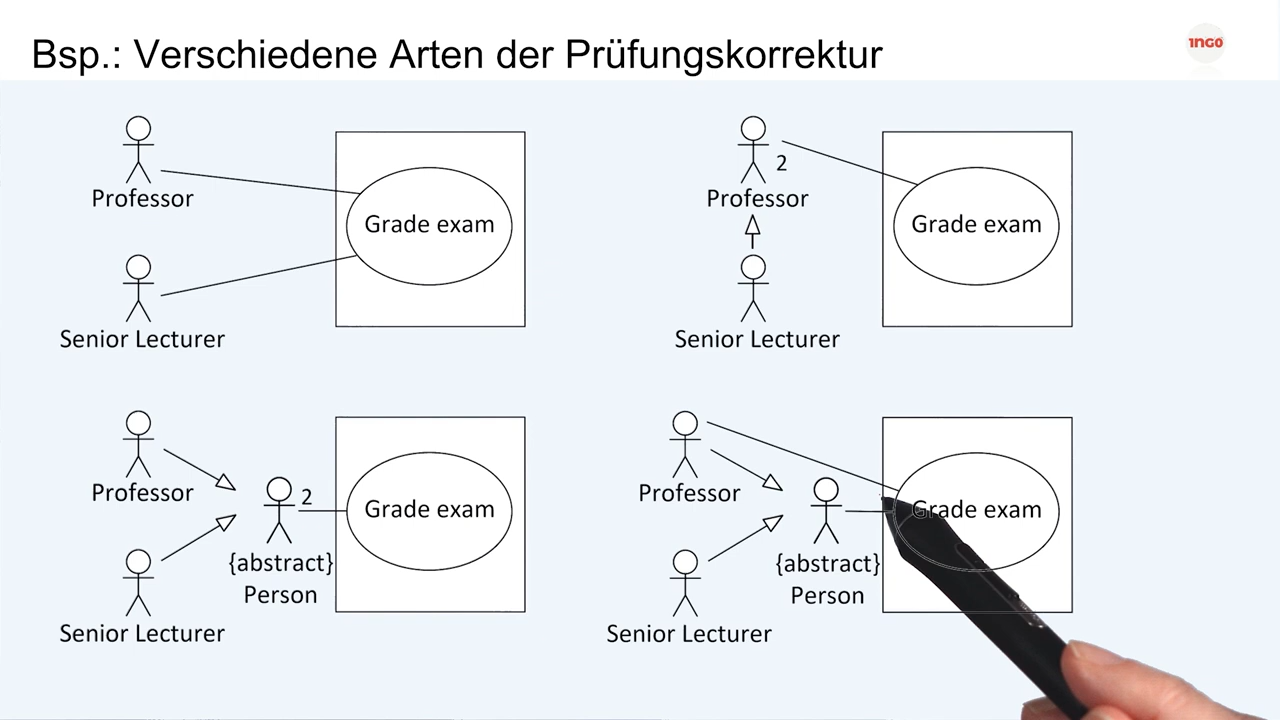 Bsp.: Verschiedene Arten der Prüfungskorrektur
1NGO
Professor
Grade exam
Senior Lecturer
2
Professor
Grade exam
Senior Lecturer
Professor
2
Grade exam
{abstract}
Person
Senior Lecturer
Professor
Grade exam
{abstract}
Person
Senior Lecturer